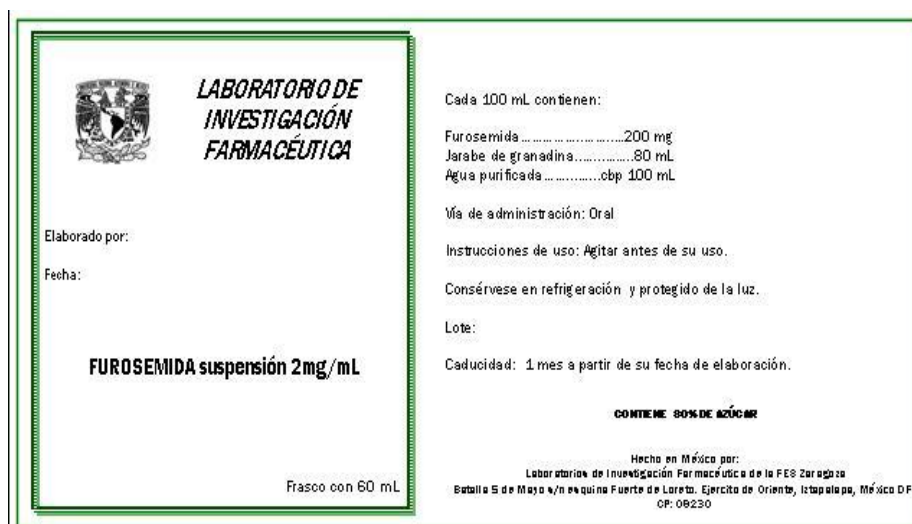 LABORATORIO DE
INVESTIGACIÓN
FARMACÉUTICA
Elaborado por:
Fecha:
FUROSEMIDA suspensión 2mg/mL
Frasco con 60 mL
Cada 100 mL contienen:
Furosemida..........................200 mg
Jarabe de granadina...............80 mL
Agua purificada..............cbp 100 mL
Vía de administración: Oral
Instrucciones de uso: Agitar antes de su uso.
Consérvese en refrigeración y protegido de la luz.
Lote:
Caducidad: 1 mes a partir de su fecha de elaboración.
CONTIENE 80% DE AZÚCAR
Hecho en México por:
Laboratorios de Investigación Farmacéutica de la FES Zaragoza
Batalla 5 de Mayo s/n esquina Fuerte de Loreto. Ejercito de Oriente, Iztapalapa, México DF
CP: 09230